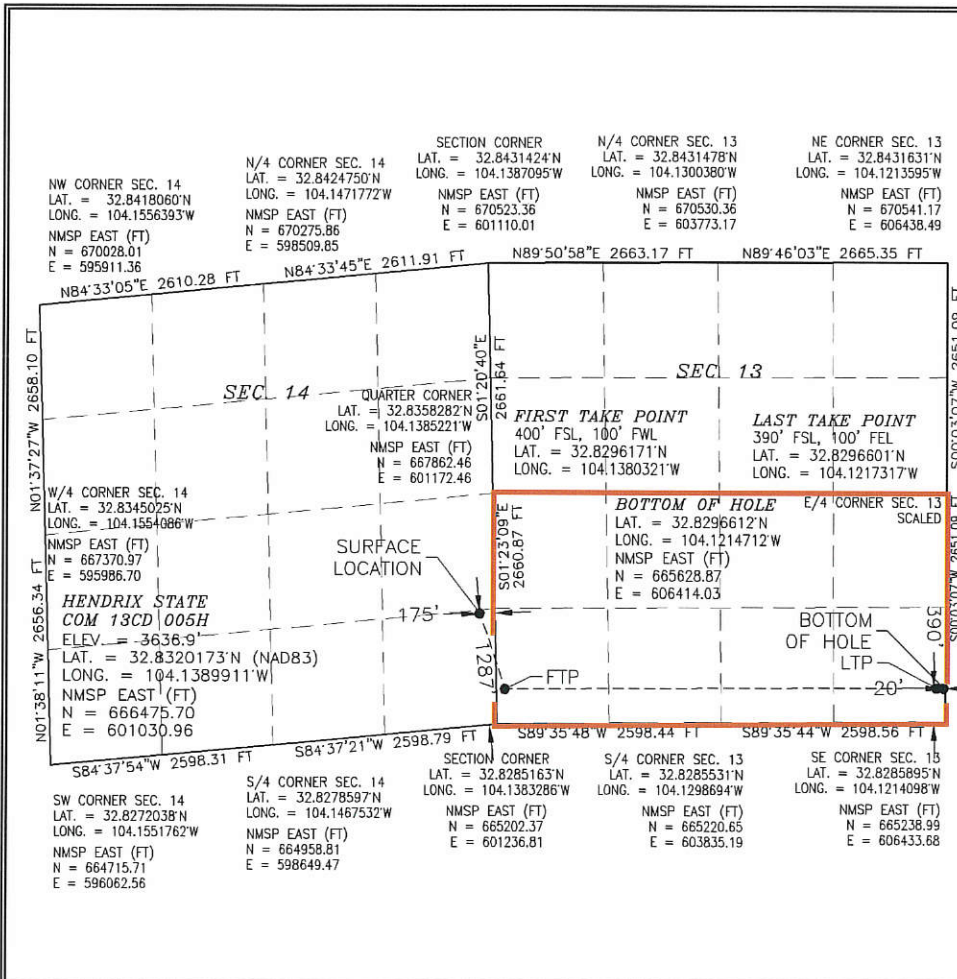 NW CORNER SEC. 14
LAT. = 32.8418060'N
LONG. = 104.1556393'W
NMSP EAST (FT)
N = 670028.01
E = 595911.36
N/4 CORNER SEC. 14
LAT. = 32.8424750'N
LONG. = 104.1471772'W
NMSP EAST (FT)
N = 670275.86
E = 598509.85
SECTION CORNER
LAT. = 32.8431424'N
LONG. = 104.1387095'W
NMSP EAST (FT)
N = 670523.36
E = 601110.01
N/4 CORNER SEC. 13
LAT. = 32.8431478'N
LONG. = 104.1300380'W
NMSP EAST (FT)
N = 670530.36
E = 603773.17
NE CORNER SEC. 13
LAT. = 32.8431631'N
LONG. = 104.1213595'W
NMSP EAST (FT)
N = 670541.17
E = 606438.49
N84'33'05"E 2610.28 FT
N84'33'45"E 2611.91 FT
N89'50'58"E 2663.17 FT
N89'46'03"E 2665.35 FT
N01'37'27"W 2658.10 FT
S01'20'40"E
2661.64 FT
S00'03'07"W 2651.09 FT
SEC. 14
SEC. 13
QUARTER CORNER
LAT. = 32.8358282'N
LONG. = 104.1385221'W
NMSP EAST (FT)
N = 667862.46
E = 601172.46
FIRST TAKE POINT
400' FSL, 100' FWL
LAT. = 32.8296171'N
LONG. = 104.1380321'W
LAST TAKE POINT
390' FSL, 100' FEL
LAT. = 32.8296601'N
LONG. = 104.1217317'W
W/4 CORNER SEC. 14
LAT. = 32.8345025'N
LONG. = 104.1554086'W
NMSP EAST (FT)
N = 667370.97
E = 595986.70
BOTTOM OF HOLE
LAT. = 32.8296612'N
LONG. = 104.1214712'W
NMSP EAST (FT)
N = 665628.87
E = 606414.03
E/4 CORNER SEC. 13
SCALED
S01'23'09"E
2660.87 FT
S00'03'07"W 2651.09 FT
SURFACE
LOCATION
175'
HENDRIX STATE
COM 13CD 005H
ELEV. = 3636.9'
LAT. = 32.8320173'N (NAD83)
LONG. = 104.1389911'W
NMSP EAST (FT)
N = 666475.70
E = 601030.96
N01'38'11"W 2656.34 FT
1287'
FTP
BOTTOM
OF HOLE
LTP
390'
20'
S84'37'54"W 2598.31 FT
S84'37'21"W 2598.79 FT
S89'35'48"W 2598.44 FT
S89'35'44"W 2598.56 FT
SW CORNER SEC. 14
LAT. = 32.8272038'N
LONG. = 104.1551762'W
NMSP EAST (FT)
N = 664715.71
E = 596062.56
S/4 CORNER SEC. 14
LAT. = 32.8278597'N
LONG. = 104.1467532'W
NMSP EAST (FT)
N = 664958.81
E = 598649.47
SECTION CORNER
LAT. = 32.8285163'N
LONG. = 104.1383286'W
NMSP EAST (FT)
N = 665202.37
E = 601236.81
S/4 CORNER SEC. 13
LAT. = 32.8285531'N
LONG. = 104.1298694'W
NMSP EAST (FT)
N = 665220.65
E = 603835.19
SE CORNER SEC. 13
LAT. = 32.8285895'N
LONG. = 104.1214098'W
NMSP EAST (FT)
N = 665238.99
E = 606433.68